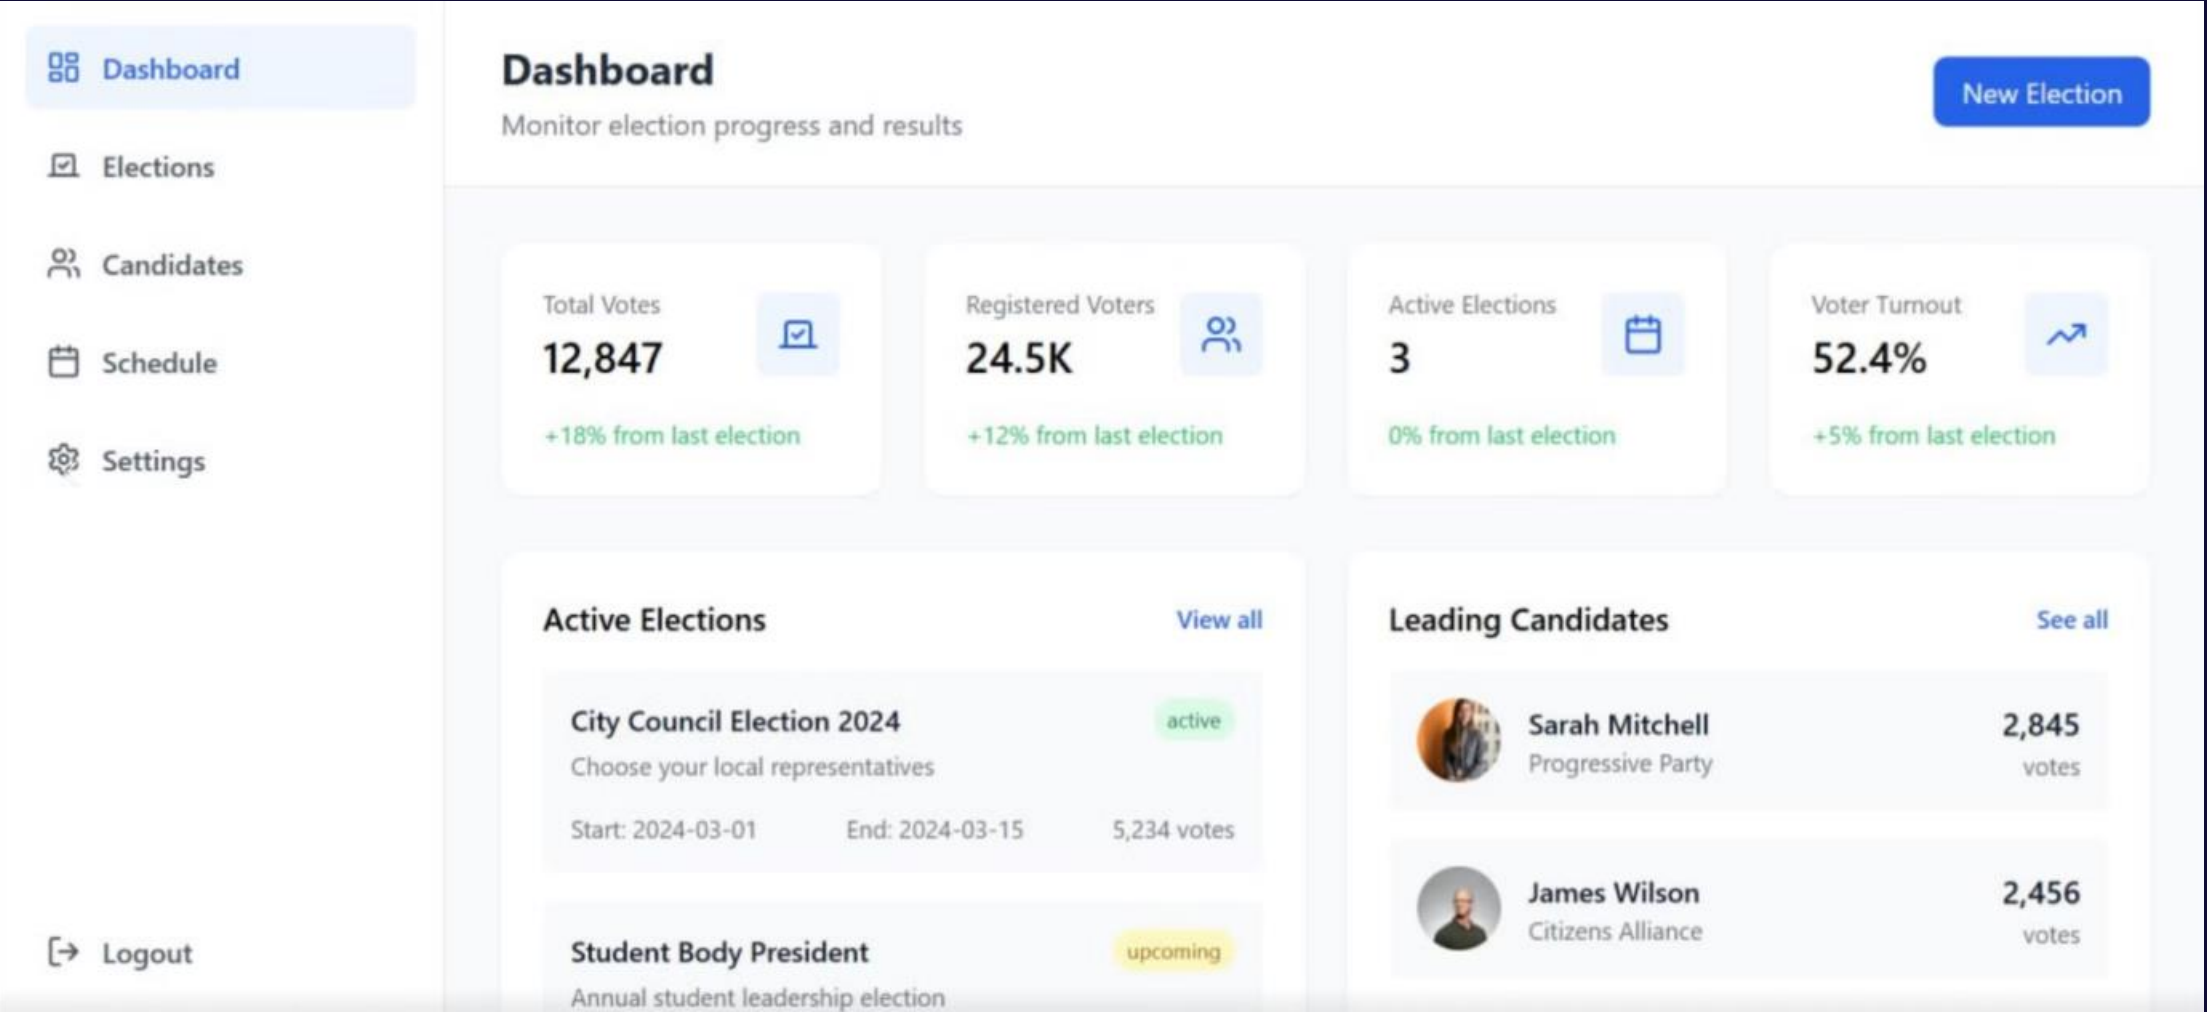 Dashboard
Elections
Candidates
Schedule
Settings
Logout
Dashboard
Monitor election progress and results
New Election
Total Votes
12,847
+18% from last election
Registered Voters
24.5K
+12% from last election
Active Elections
3
0% from last election
Voter Turnout
52.4%
+5% from last election
Active Elections
View all
City Council Election 2024
active
Choose your local representatives
Start: 2024-03-01
End: 2024-03-15
5,234 votes
Student Body President
upcoming
Annual student leadership election
Leading Candidates
See all
Sarah Mitchell
Progressive Party
2,845
votes
James Wilson
Citizens Alliance
2,456
votes